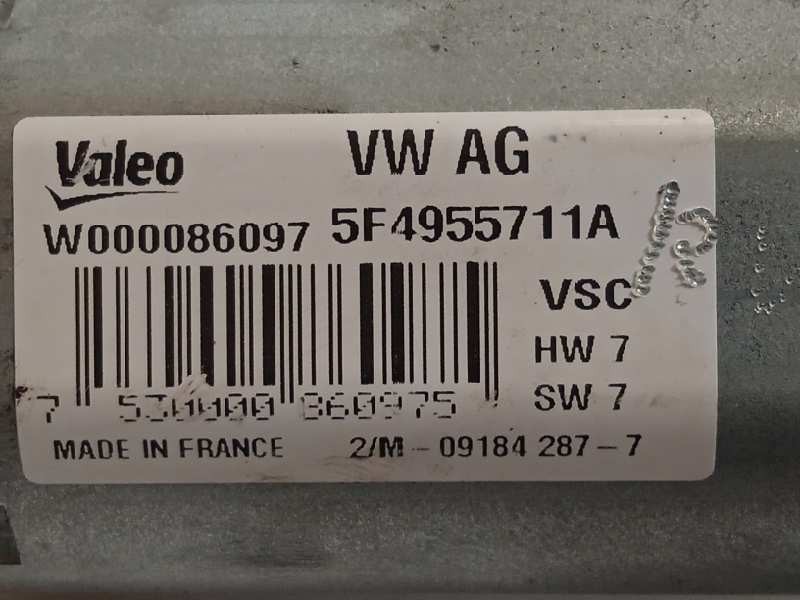 Valeo VW AG
W000086097 5F4955711A
VSC
HW 7
7 530000 860975 SW 7
MADE IN FRANCE 2/M - 09184 287 - 7